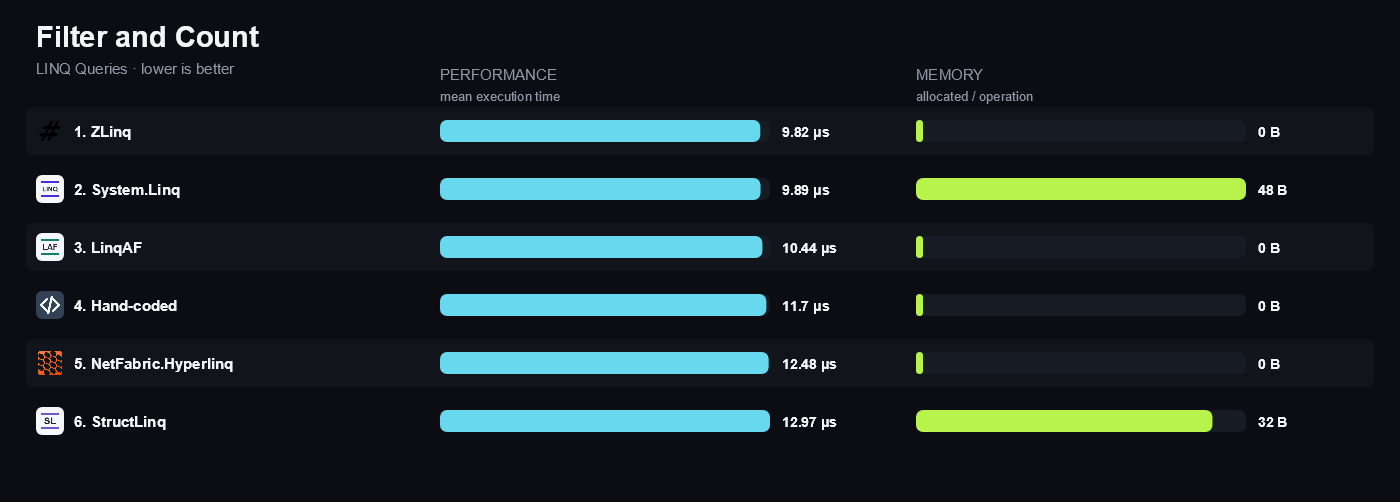 Filter and Count
LINQ Queries · lower is better
PERFORMANCE
mean execution time
MEMORY
allocated / operation
# 1. ZLinq 9.82 µs 0 B
LINQ 2. System.Linq 9.89 µs 48 B
LAF 3. LinqAF 10.44 µs 0 B
</> 4. Hand-coded 11.7 µs 0 B
5. NetFabric.Hyperlinq 12.48 µs 0 B
SL 6. StructLinq 12.97 µs 32 B